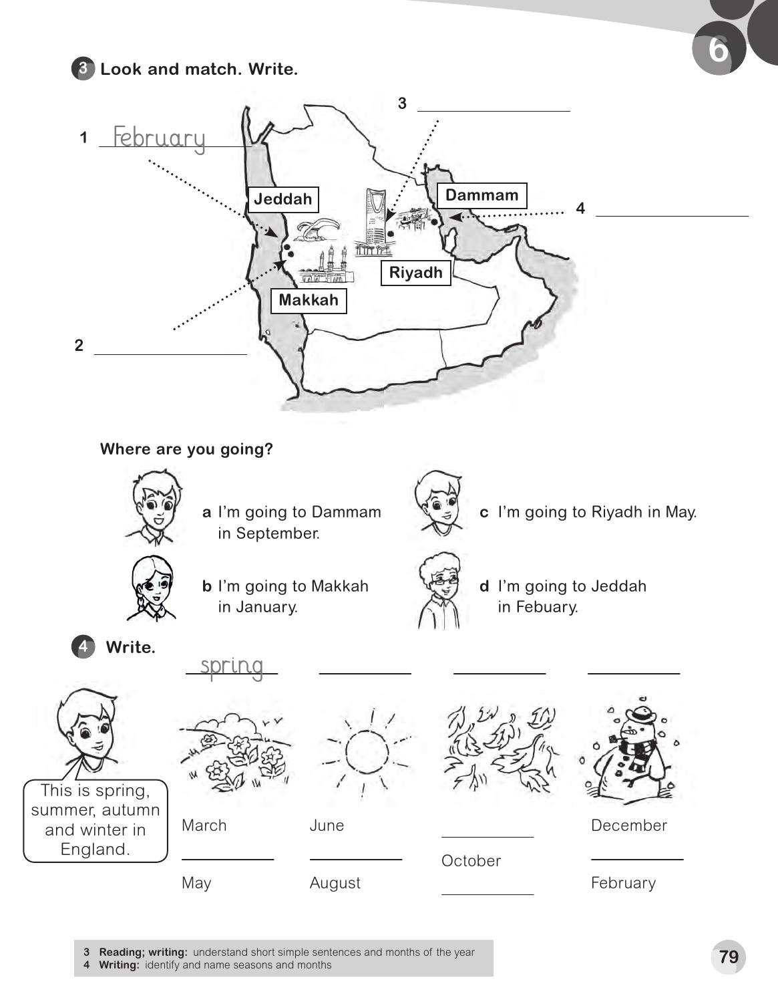 6
3 Look and match. Write.
3
1 February
Jeddah
Dammam
4
Riyadh
Makkah
2
Where are you going?
a I'm going to Dammam
in September.
c I'm going to Riyadh in May.
b I'm going to Makkah
in January.
d I'm going to Jeddah
in Febuary.
4 Write.
spring
This is spring,
summer, autumn
and winter in
England.
March
June
December
October
May
August
February
3 Reading; writing: understand short simple sentences and months of the year
4 Writing: identify and name seasons and months
79